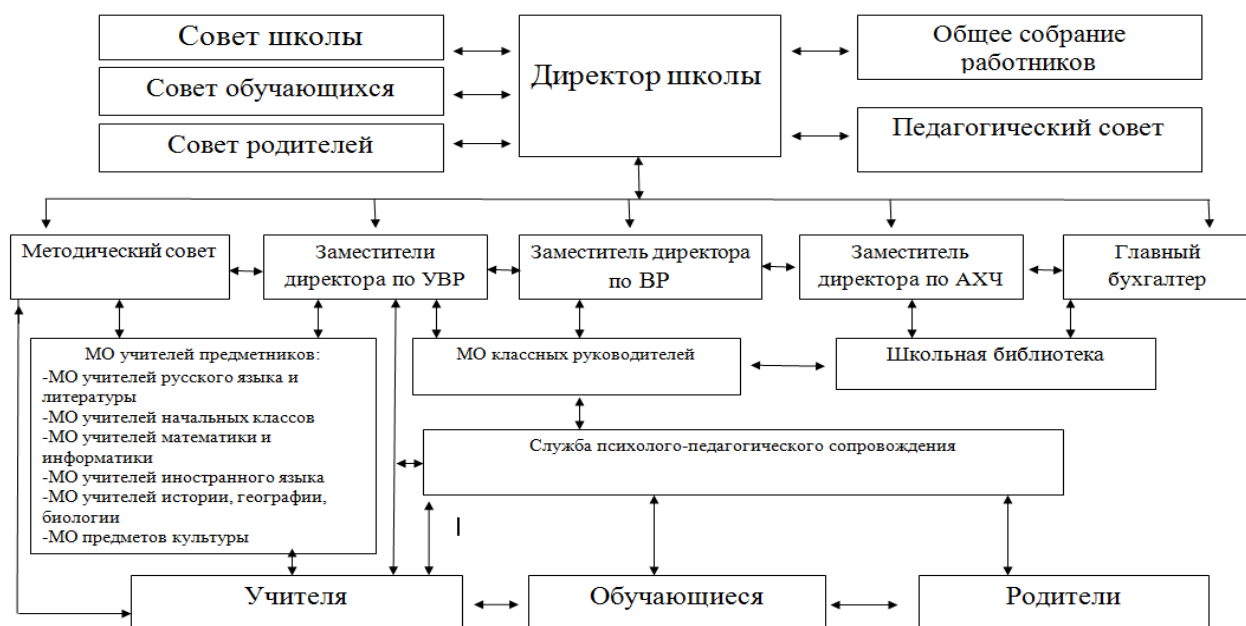 Совет школы
Директор школы
Общее собрание
работников
Совет обучающихся
Совет родителей
Педагогический совет
Методический совет
Заместители
директора по УВР
Заместитель директора
по ВР
Заместитель
директора по АХЧ
Главный
бухгалтер
МО учителей предметников:
-МО учителей русского языка и
литературы
-МО учителей начальных классов
-МО учителей математики и
информатики
-МО учителей иностранного языка
-МО учителей истории, географии,
биологии
-МО предметов культуры
МО классных руководителей
Школьная библиотека
Служба психолого-педагогического сопровождения
Учителя
Обучающиеся
Родители